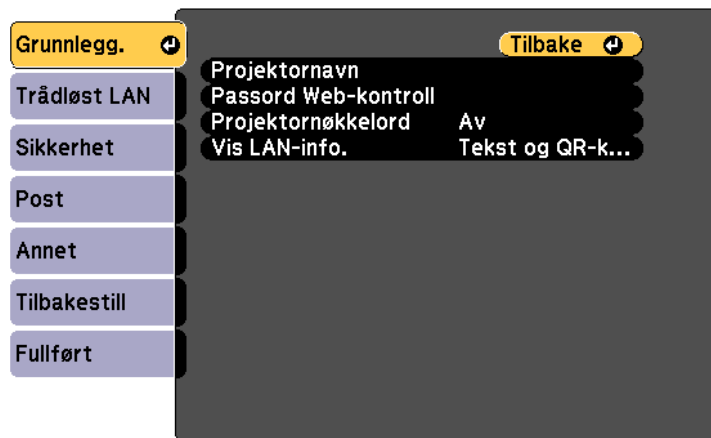 Grunnlegg.
Trådløst LAN
Sikkerhet
Post
Annet
Tilbakestill
Fullført
Tilbake
Projektornavn
Passord Web-kontroll
Projektornøkkelord Av
Vis LAN-info. Tekst og QR-k...